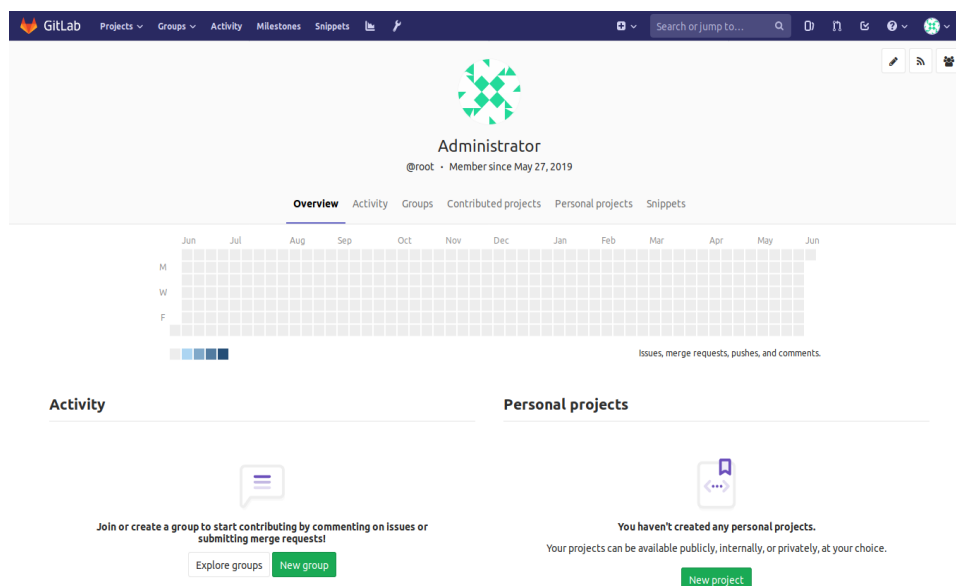 GitLab Projects Groups Activity Milestones Snippets Search or jump to...
Administrator
@root · Member since May 27, 2019
Overview Activity Groups Contributed projects Personal projects Snippets
Jun Jul Aug Sep Oct Nov Dec Jan Feb Mar Apr May Jun
M
W
F
Issues, merge requests, pushes, and comments.
Activity
Personal projects
Join or create a group to start contributing by commenting on issues or
submitting merge requests!
Explore groups New group
You haven't created any personal projects.
Your projects can be available publicly, internally, or privately, at your choice.
New project